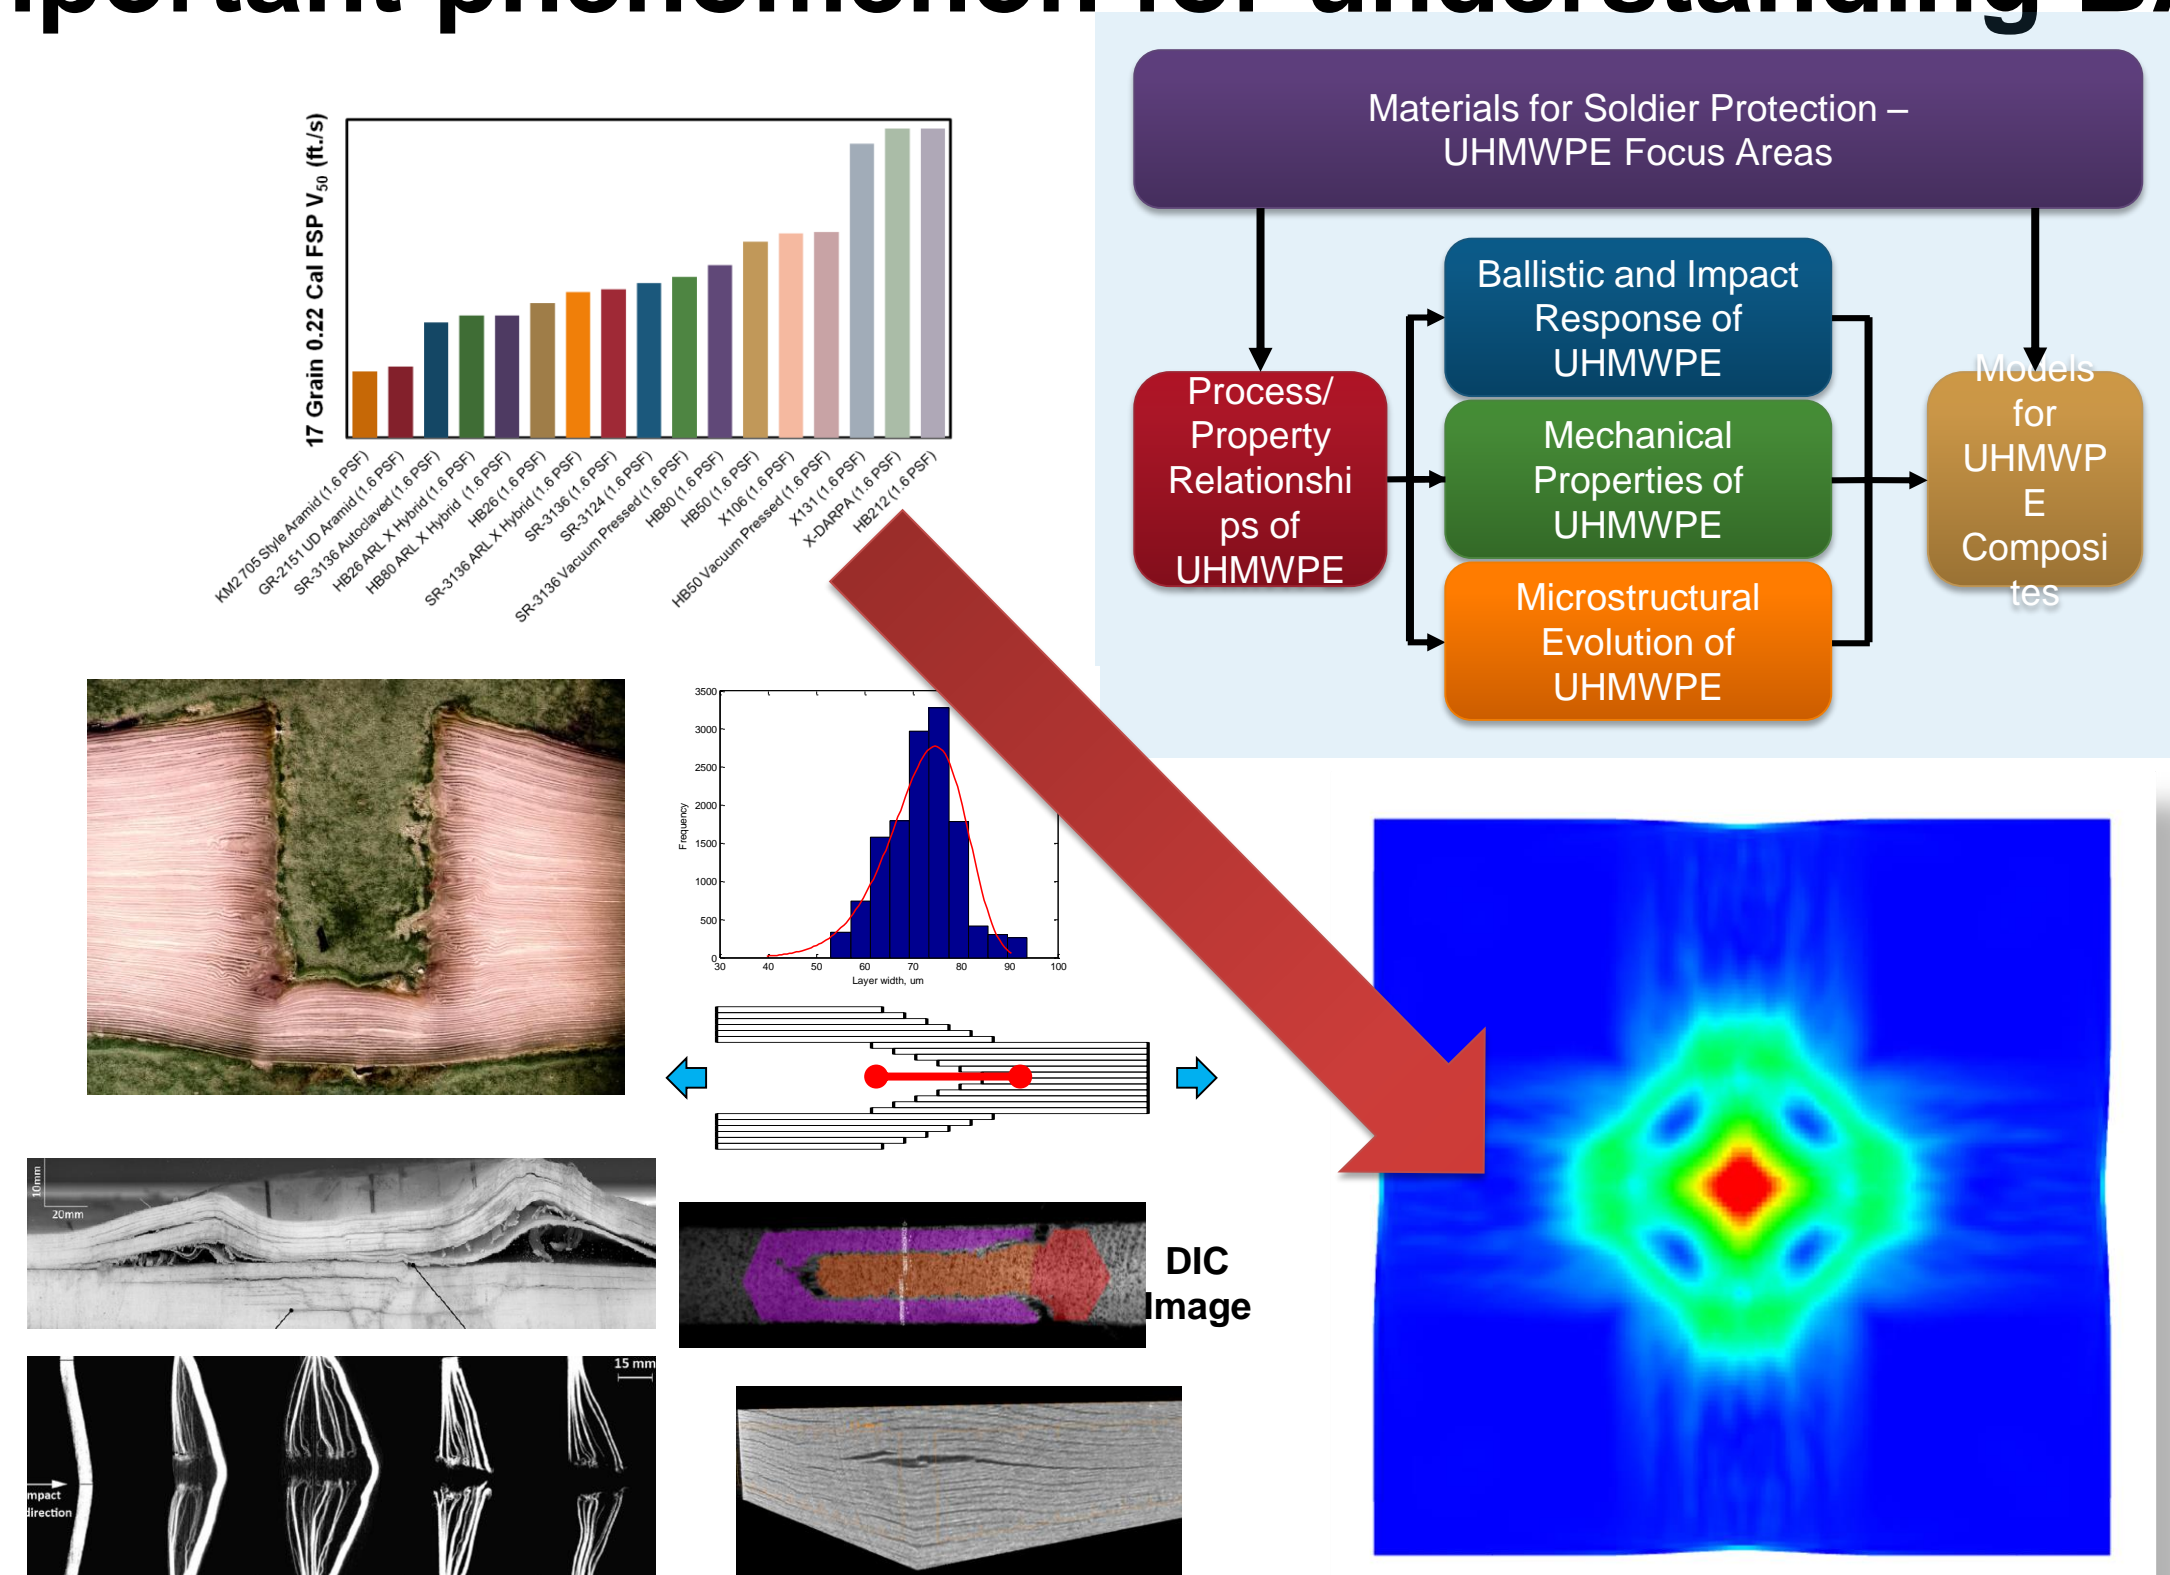 portant phenomenon for understanding BA
17 Grain 0.22 Cal FSP V50 (ft./s)
KM2 705 Style Aramid (1.6 PSF)
GR-2151 UD Aramid (1.6 PSF)
SR-3136 Autoclaved (1.6 PSF)
HB26 ARL X Hybrid (1.6 PSF)
HB80 ARL X Hybrid (1.6 PSF)
HB26 (1.6 PSF)
SR-3136 ARL X Hybrid (1.6 PSF)
SR-3136 (1.6 PSF)
SR-3124 (1.6 PSF)
SR-3136 Vacuum Pressed (1.6 PSF)
HB80 (1.6 PSF)
HB50 (1.6 PSF)
X106 (1.6 PSF)
HB50 Vacuum Pressed (1.6 PSF)
X131 (1.6 PSF)
X-DARPA (1.6 PSF)
HB212 (1.6 PSF)
Materials for Soldier Protection –
UHMWPE Focus Areas
Process/
Property
Relationshi
ps of
UHMWPE
Ballistic and Impact
Response of
UHMWPE
Mechanical
Properties of
UHMWPE
Microstructural
Evolution of
UHMWPE
Models
for
UHMWP
E
Composi
tes
3500
3000
2500
2000
1500
1000
500
0
Frequency
30 40 50 60 70 80 90 100
Layer width, um
10mm
20mm
DIC
Image
15 mm
mpact
direction